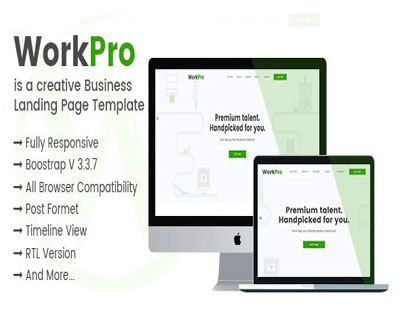 WorkPro
is a creative Business
Landing Page Template
→ Fully Responsive
→ Boostrap V 3.3.7
→ All Browser Compatibility
→ Post Formet
→ Timeline View
→ RTL Version
→ And More...
WorkPro
Premium talent.
Handpicked for you.
WorkPro
Premium talent.
Handpicked for you.